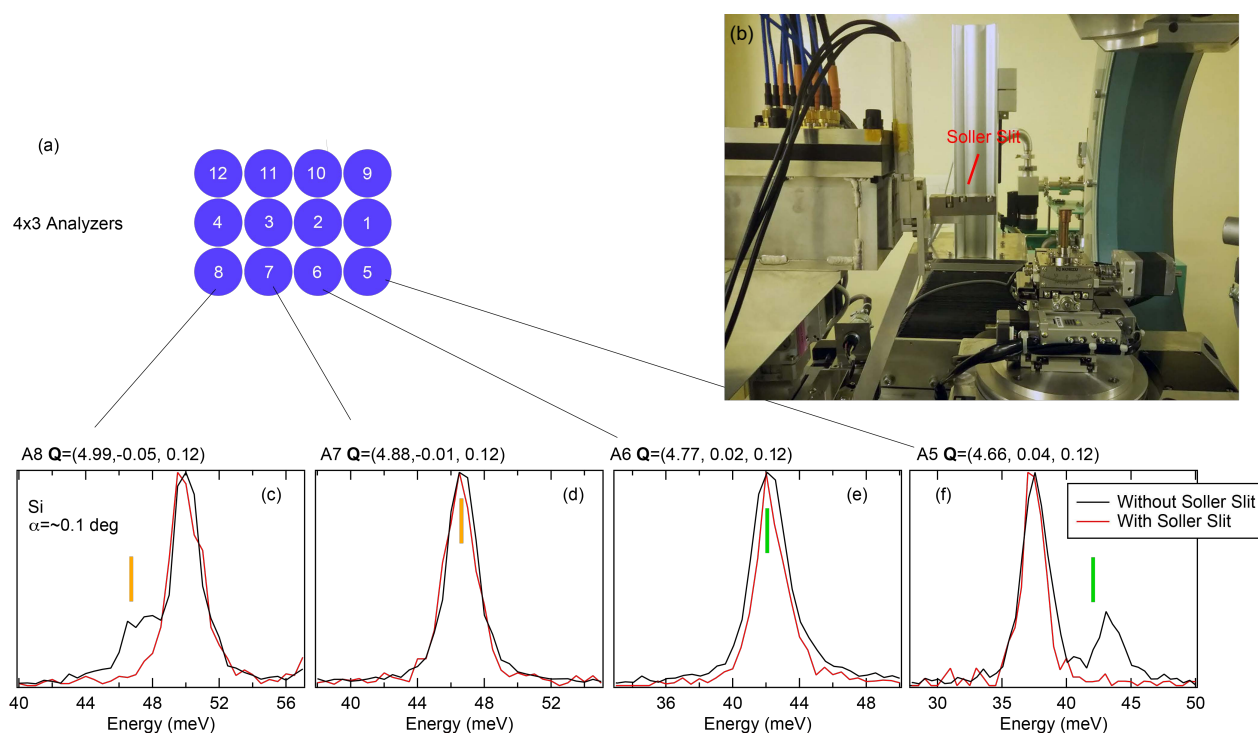 (a)
12 11 10 9
4x3 Analyzers
4 3 2 1
8 7 6 5
(b)
Soller Slit
A8 Q=(4.99,-0.05, 0.12)
(c)
Si
α=~0.1 deg
40 44 48 52 56
Energy (meV)
A7 Q=(4.88,-0.01, 0.12)
(d)
40 44 48 52
Energy (meV)
A6 Q=(4.77, 0.02, 0.12)
(e)
36 40 44 48
Energy (meV)
A5 Q=(4.66, 0.04, 0.12)
(f)
Without Soller Slit
With Soller Slit
30 35 40 45 50
Energy (meV)